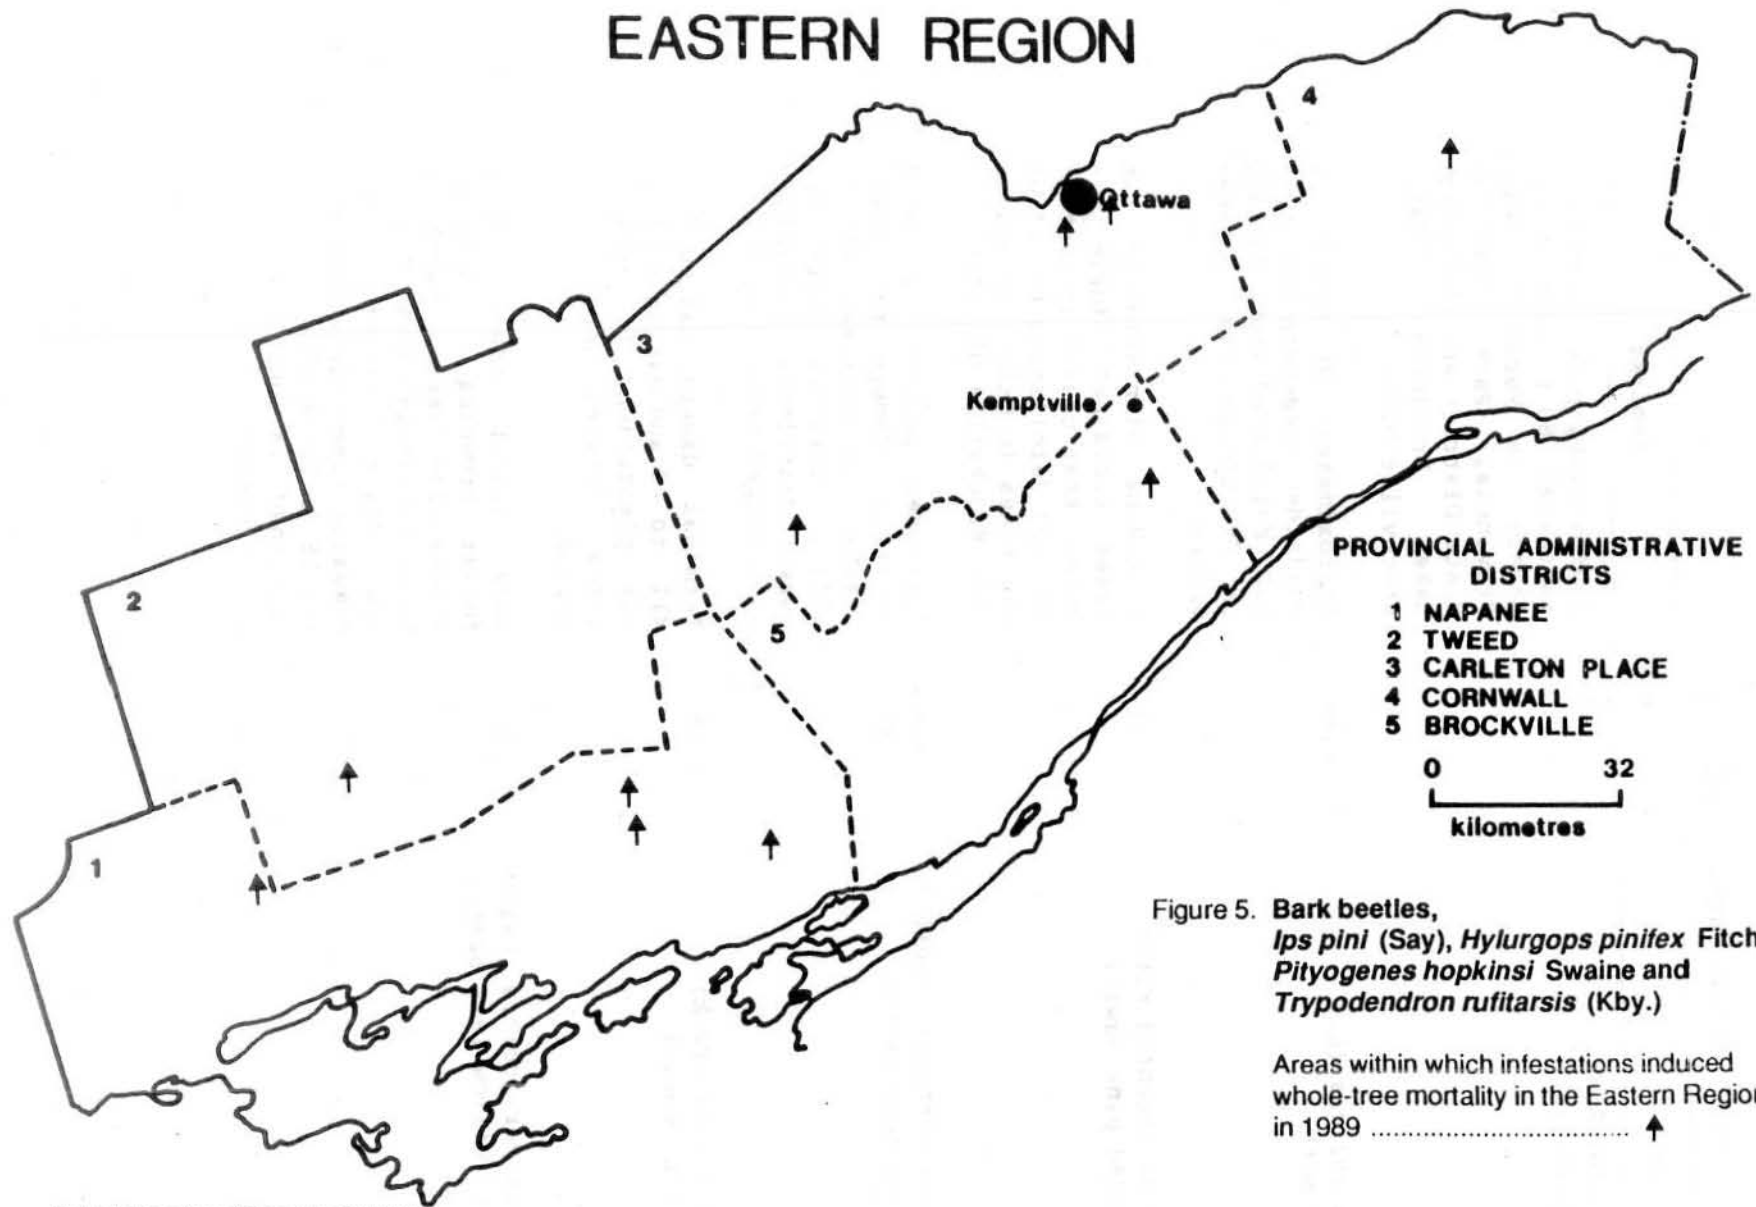 EASTERN REGION
4
Ottawa
3
Kemptville
2
5
1
PROVINCIAL ADMINISTRATIVE
DISTRICTS
1 NAPANEE
2 TWEED
3 CARLETON PLACE
4 CORNWALL
5 BROCKVILLE
0 32
kilometres
Figure 5. Bark beetles,
Ips pini (Say), Hylurgops pinifex Fitch
Pityogenes hopkinsi Swaine and
Trypodendron rufitarsis (Kby.)
Areas within which infestations induced
whole-tree mortality in the Eastern Region
in 1989 ...................................